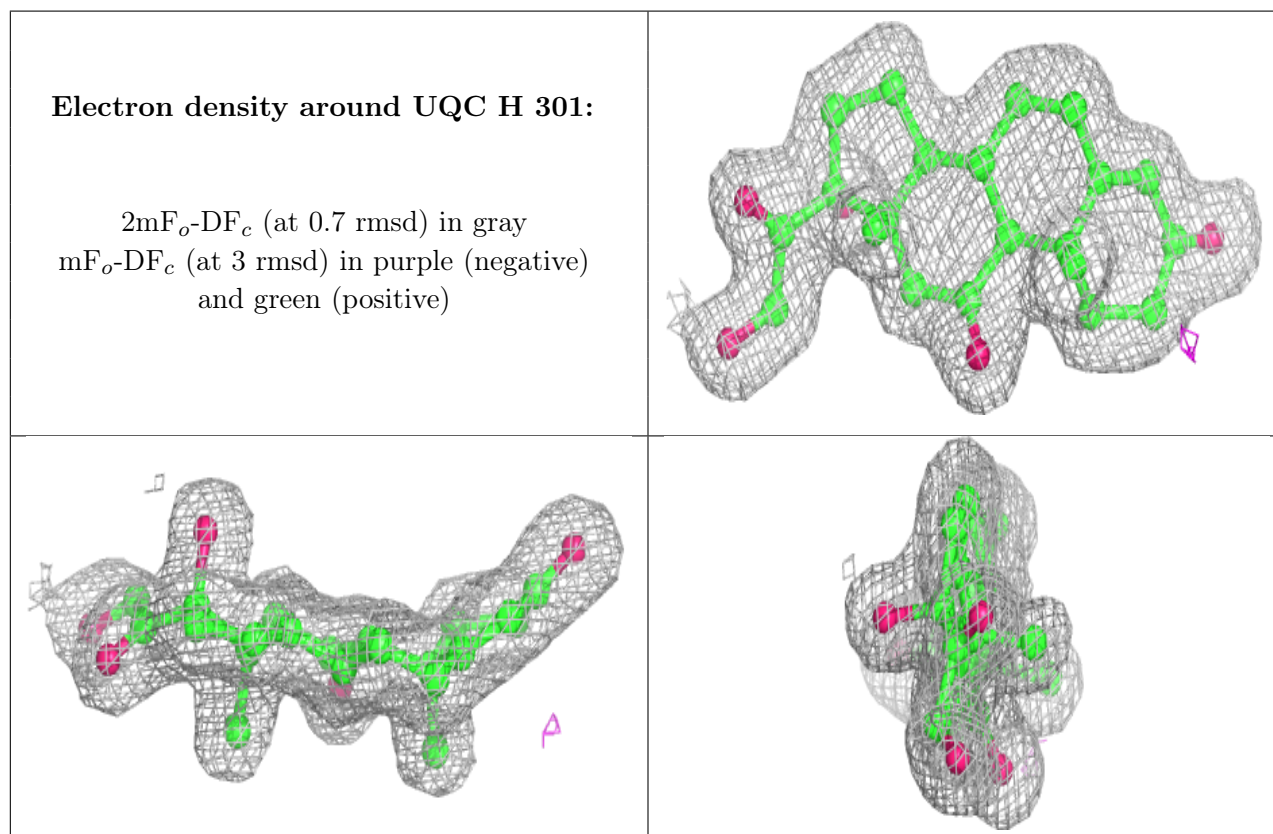 Electron density around UQC H 301:
2mFo-DFc (at 0.7 rmsd) in gray
mFo-DFc (at 3 rmsd) in purple (negative)
and green (positive)